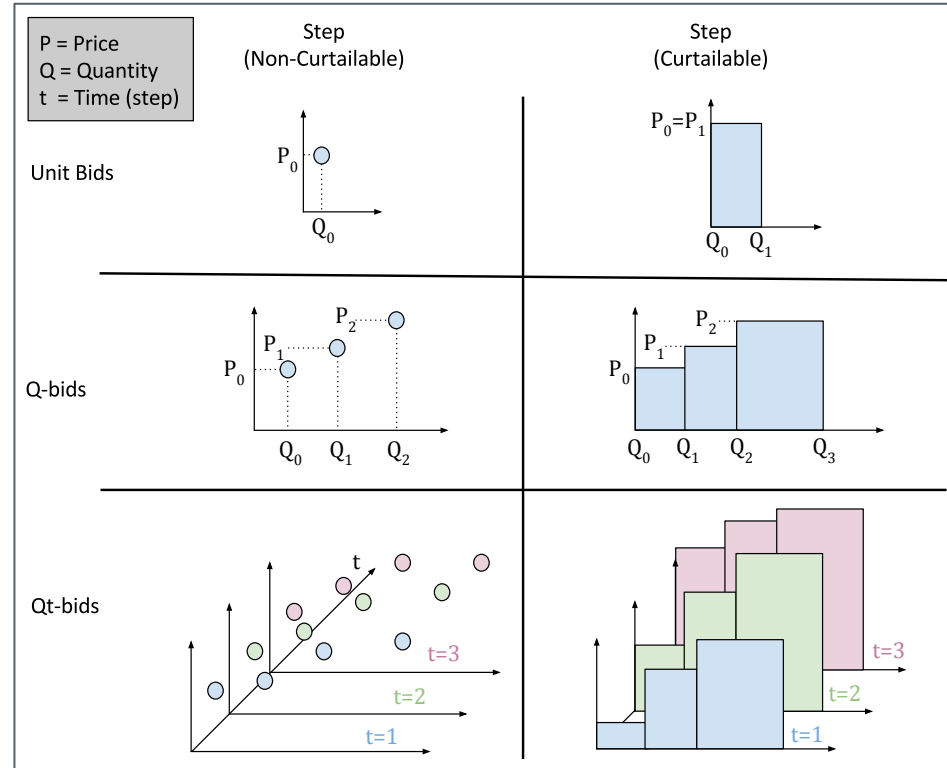 P = Price
Q = Quantity
t = Time (step)
Step
(Non-Curtailable)
Step
(Curtailable)
Unit Bids
P₀
Q₀
P₀=P₁
Q₀ Q₁
Q-bids
P₂
P₁
P₀
Q₀ Q₁ Q₂
P₂
P₁
P₀
Q₀ Q₁ Q₂ Q₃
Qt-bids
t
t=3
t=2
t=1
t=3
t=2
t=1